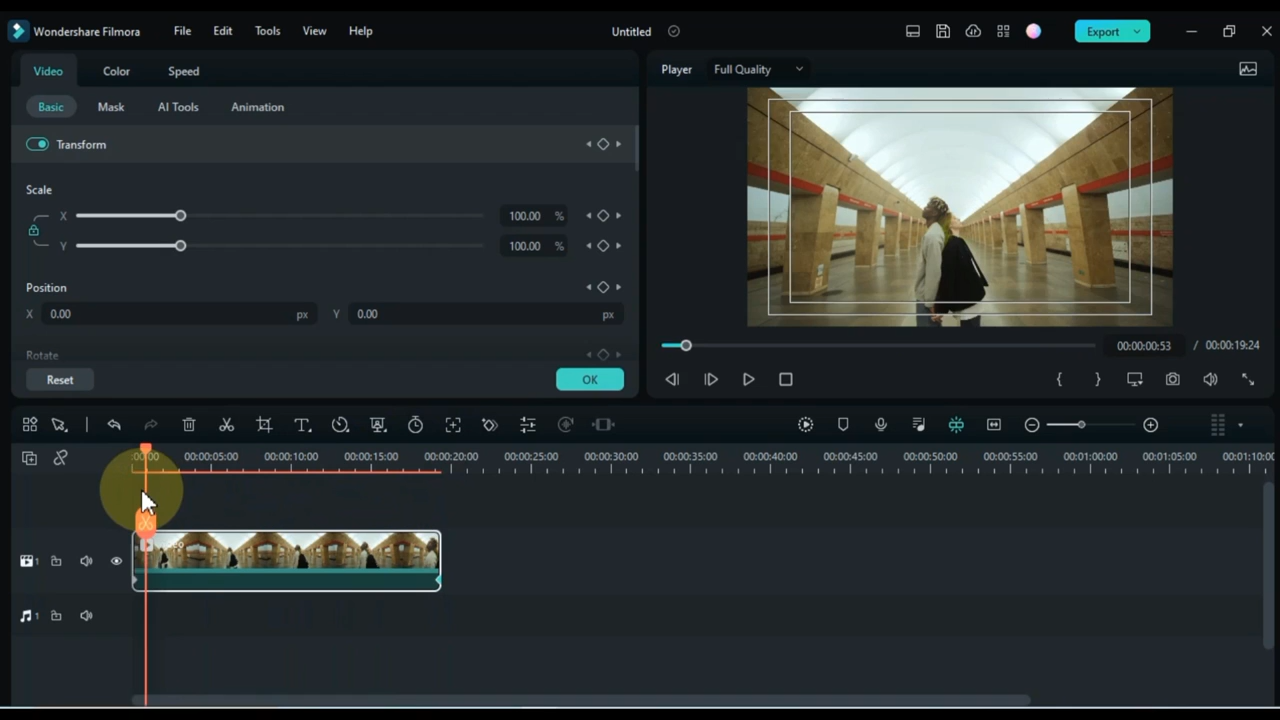 Wondershare Filmora File Edit Tools View Help Untitled Export
Video Color Speed
Player Full Quality
Basic Mask AI Tools Animation
Transform
Scale
X 100.00 %
Y 100.00 %
Position
X 0.00 px Y 0.00 px
Rotate
00:00:00:53 / 00:00:19:24
Reset OK
:00:00 00:00:05:00 00:00:10:00 00:00:15:00 00:00:20:00 00:00:25:00 00:00:30:00 00:00:35:00 00:00:40:00 00:00:45:00 00:00:50:00 00:00:55:00 00:01:00:00 00:01:05:00 00:01:10:00
1
1